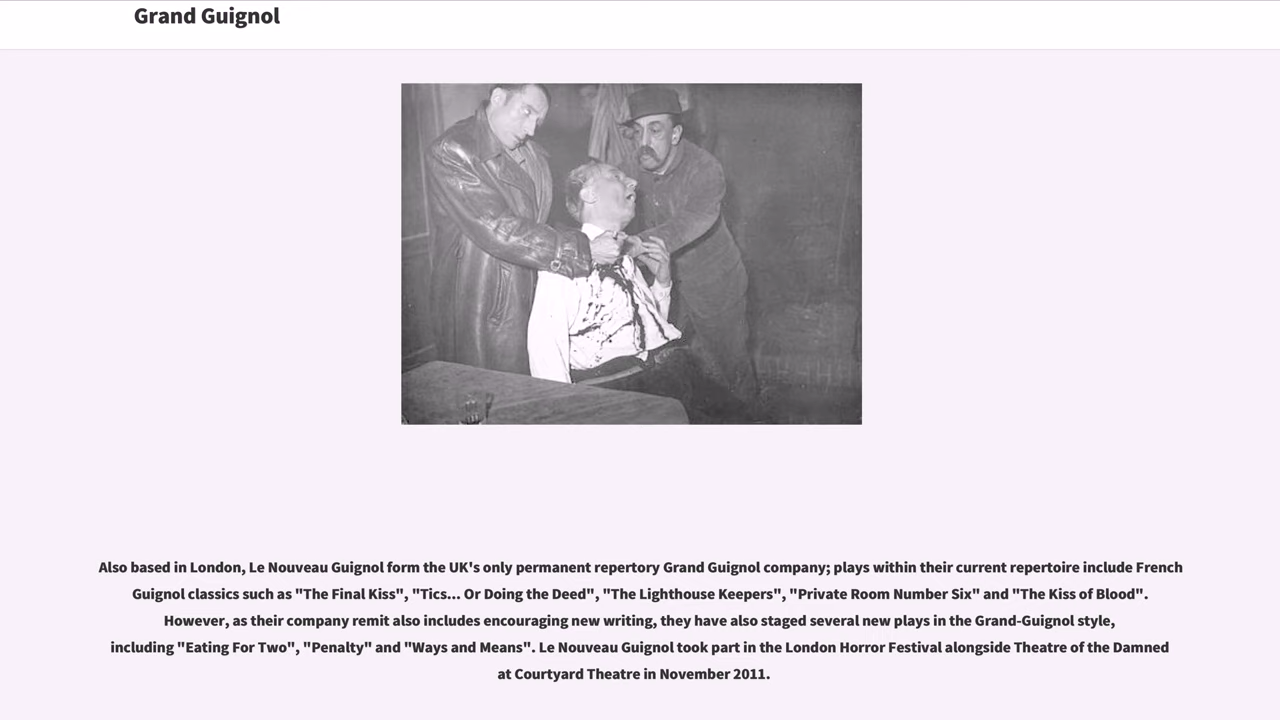 Grand Guignol
Also based in London, Le Nouveau Guignol form the UK's only permanent repertory Grand Guignol company; plays within their current repertoire include French
Guignol classics such as "The Final Kiss", "Tics... Or Doing the Deed", "The Lighthouse Keepers", "Private Room Number Six" and "The Kiss of Blood".
However, as their company remit also includes encouraging new writing, they have also staged several new plays in the Grand-Guignol style,
including "Eating For Two", "Penalty" and "Ways and Means". Le Nouveau Guignol took part in the London Horror Festival alongside Theatre of the Damned
at Courtyard Theatre in November 2011.